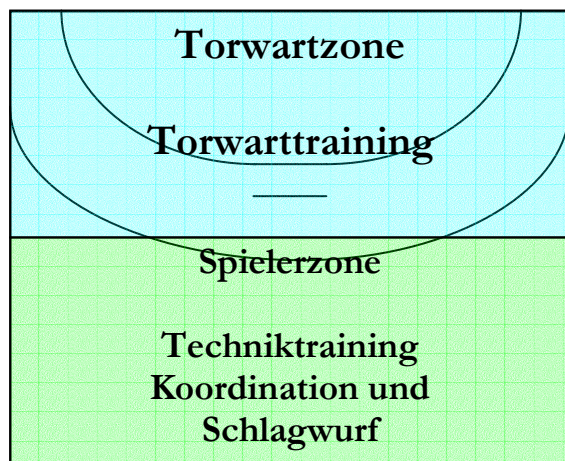 Torwartzone
Torwarttraining
Spielerzone
Techniktraining
Koordination und
Schlagwurf